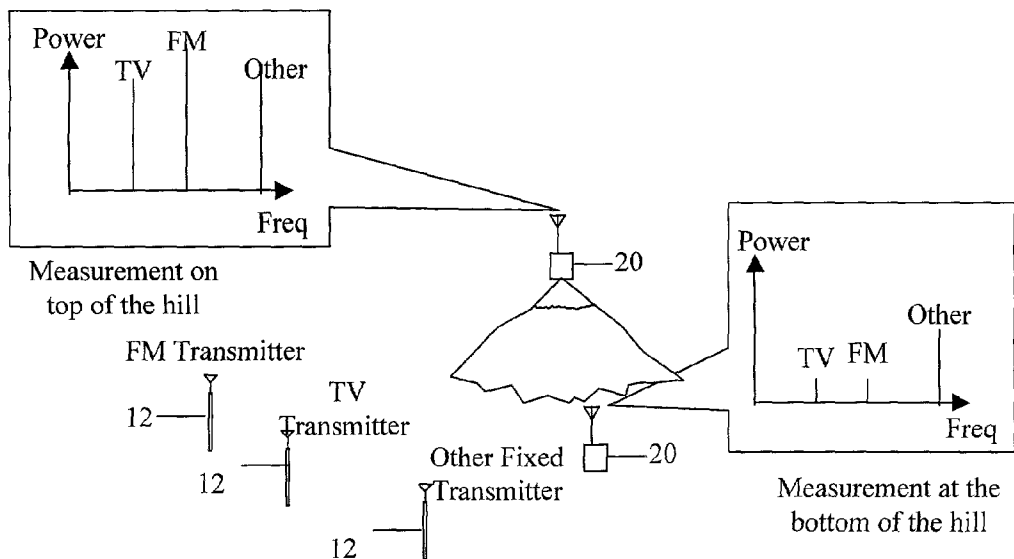 Power
FM
TV
Other
Freq
Measurement on
top of the hill
20
Power
Other
TV
FM
Freq
Measurement at the
bottom of the hill
20
FM Transmitter
12
TV
Transmitter
12
Other Fixed
Transmitter
12